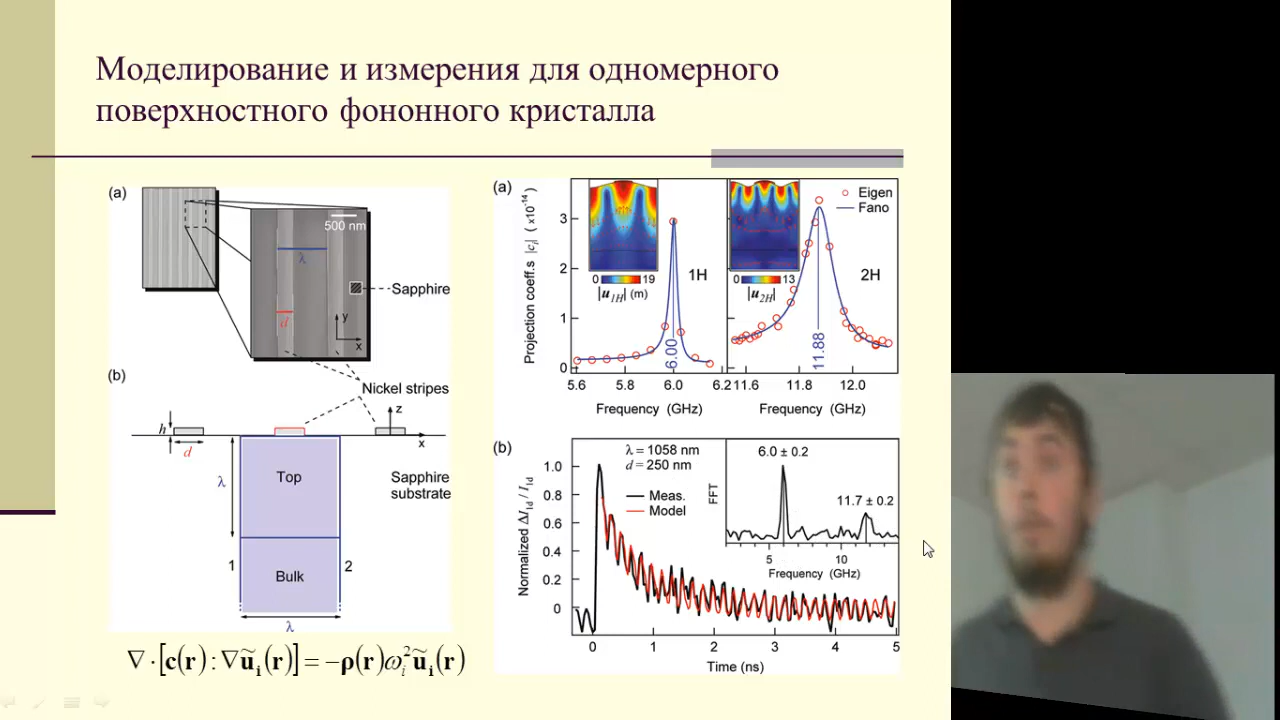 Моделирование и измерения для одномерного
поверхностного фононного кристалла
(a)
500 nm
λ
d
y
x
Sapphire
(b)
Nickel stripes
h
d
z
x
λ
Top
Sapphire
substrate
1
Bulk
2
λ
∇·[c(r):∇ũᵢ(r)]=−ρ(r)ωᵢ²ũᵢ(r)
(a)
Projection coeff.s |cᵢ| (×10⁻¹⁴)
3
2
1
0
0 19
|u1H| (m)
1H
6.00
5.6 5.8 6.0 6.2
Frequency (GHz)
Eigen
Fano
0 13
|u2H|
2H
11.88
11.6 11.8 12.0
Frequency (GHz)
(b)
Normalized ΔI1d / I1d
1.0
0.8
0.6
0.4
0.2
0
λ = 1058 nm
d = 250 nm
Meas.
Model
FFT
6.0 ± 0.2
11.7 ± 0.2
5 10
Frequency (GHz)
0 1 2 3 4 5
Time (ns)